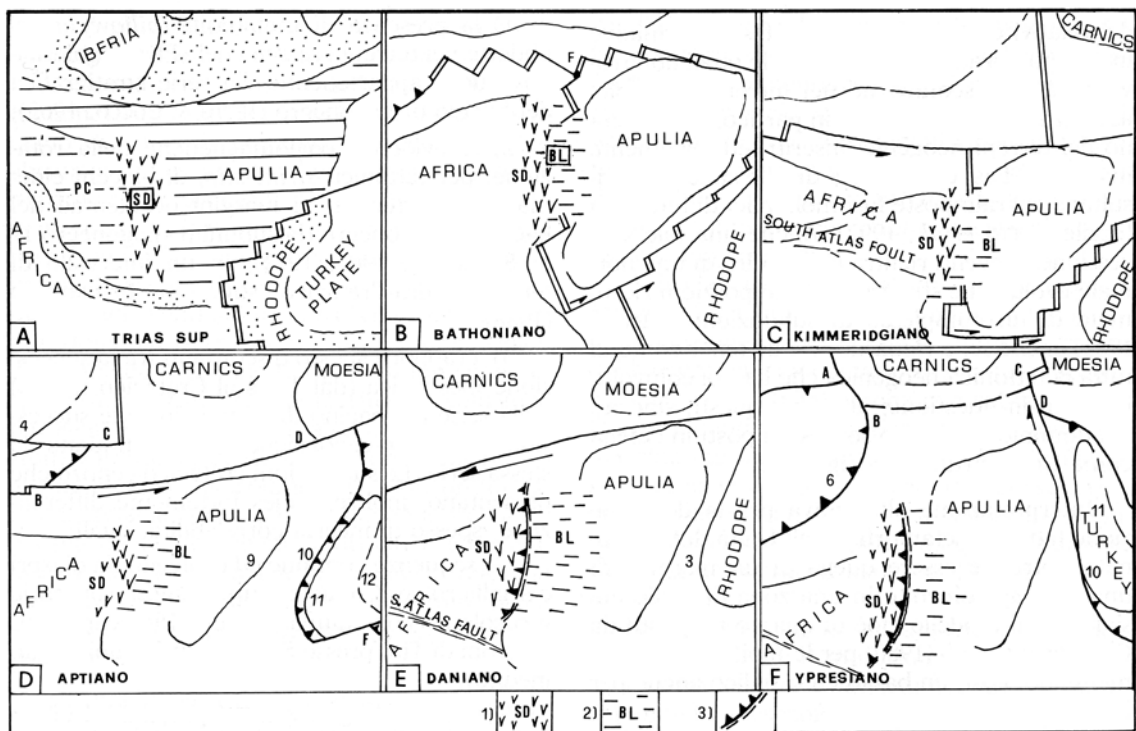 IBERIA
PC
SD
APULIA
AFRICA
RHODOPE
TURKEY
PLATE
A
TRIAS SUP
F
AFRICA
SD
BL
APULIA
RHODOPE
B
BATHONIANO
CARNICS
AFRICA
SOUTH ATLAS FOULT
SD
BL
APULIA
RHODOPE
C
KIMMERIDGIANO
CARNICS
MOESIA
4
C
D
B
APULIA
AFRICA
SD
BL
9
10
11
12
F
D
APTIANO
CARNICS
MOESIA
APULIA
AFRICA
SD
BL
3
RHODOPE
S.ATLAS FAULT
E
DANIANO
A
CARNICS
C
MOESIA
B
D
6
APULIA
AFRICA
SD
BL
11
TURKEY
10
F
YPRESIANO
1) SD
2) BL
3)